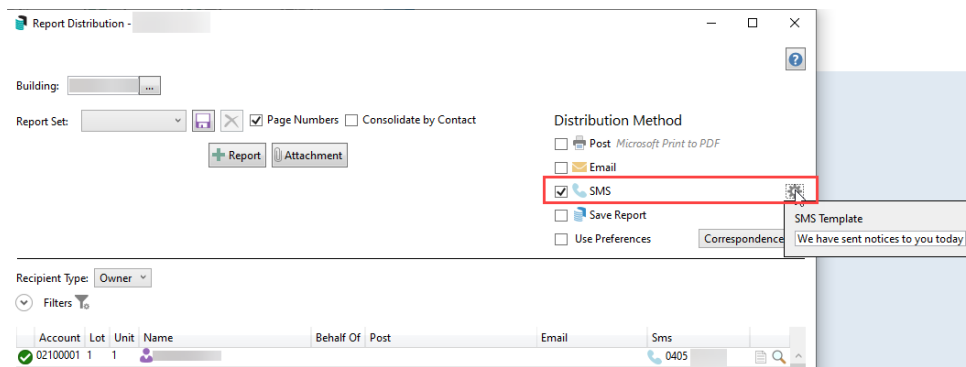 Report Distribution -
Building: ...
Report Set: Page Numbers Consolidate by Contact
Report Attachment
Distribution Method
Post Microsoft Print to PDF
Email
SMS
SMS Template
We have sent notices to you today
Save Report
Use Preferences Correspondence
Recipient Type: Owner
Filters
Account Lot Unit Name Behalf Of Post Email Sms
02100001 1 1 0405